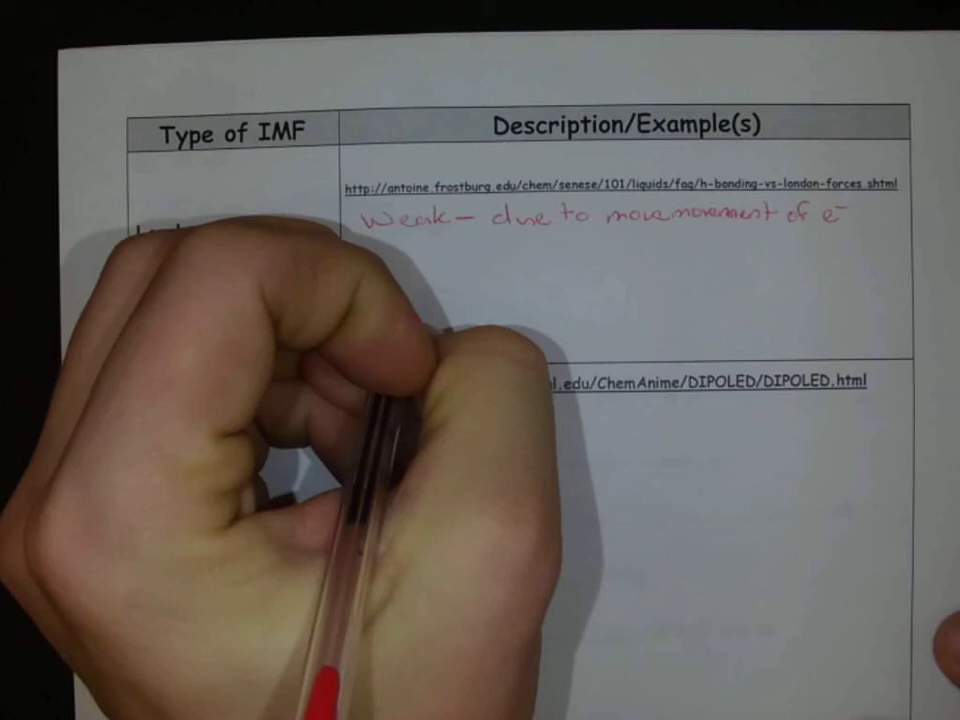 Type of IMF
Description/Example(s)
http://antoine.frostburg.edu/chem/senese/101/liquids/faq/h-bonding-vs-london-forces.shtml
Weak - due to movemovement of e-
l.edu/ChemAnime/DIPOLED/DIPOLED.html